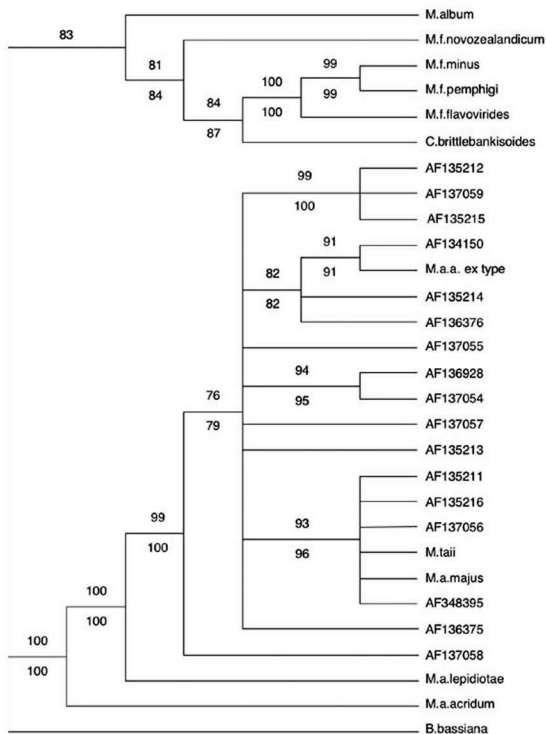 M.album
83
M.f.novozealandicum
81
84
M.f.minus
99
M.f.pemphigi
99
100
100
M.f.flavovirides
84
87
C.brittlebankisoides
AF135212
99
AF137059
100
AF135215
AF134150
91
M.a.a. ex type
91
82
82
AF135214
AF136376
AF137055
AF136928
94
95
AF137054
76
79
AF137057
AF135213
AF135211
AF135216
93
AF137056
96
M.taii
M.a.majus
AF348395
99
100
AF136375
AF137058
100
100
M.a.lepidiotae
100
100
M.a.acridum
B.bassiana